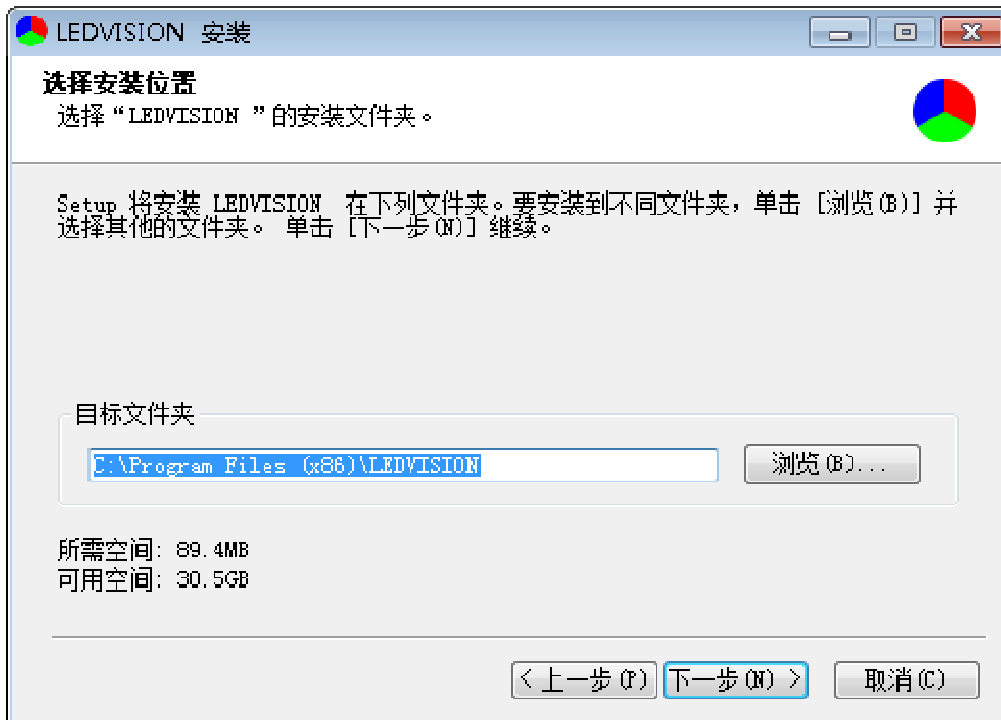 LEDVISION 安装
选择安装位置
选择“LEDVISION ”的安装文件夹。
Setup 将安装 LEDVISION 在下列文件夹。要安装到不同文件夹，单击 [浏览(B)] 并
选择其他的文件夹。 单击 [下一步(N)] 继续。
目标文件夹
C:\Program Files (x86)\LEDVISION
浏览(B)...
所需空间: 89.4MB
可用空间: 30.5GB
< 上一步(P)
下一步(N) >
取消(C)